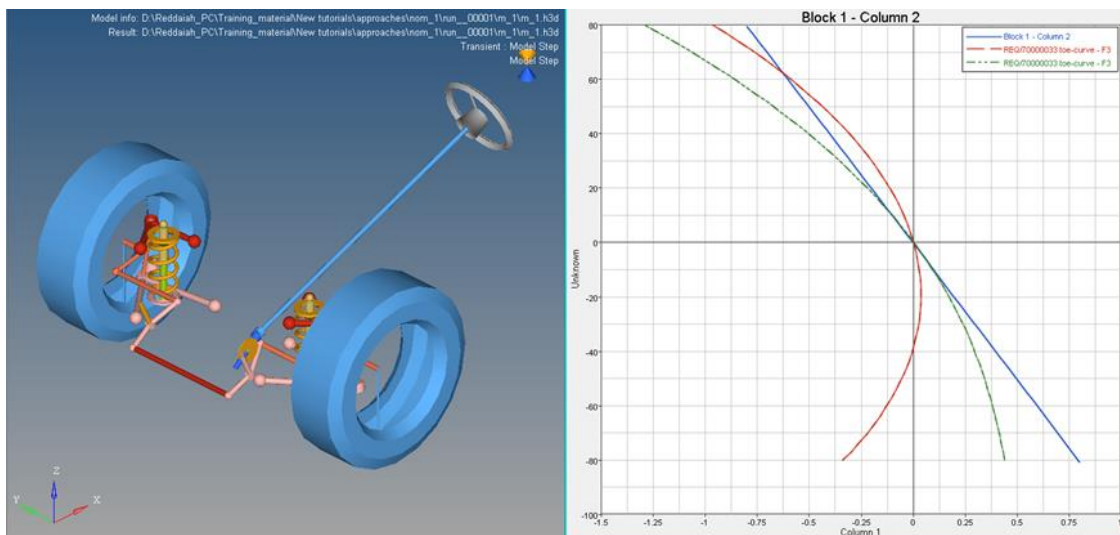 Model info: D:\Reddaiah_PC\Training_material\New tutorials\approaches\nom_1\run__00001\m_1\m_1.h3d
Result: D:\Reddaiah_PC\Training_material\New tutorials\approaches\nom_1\run__00001\m_1\m_1.h3d
Transient : Model Step
Model Step
Z
Y
X
Block 1 - Column 2
Block 1 - Column 2
REQ/70000033 toe-curve - F3
REQ/70000033 toe-curve - F3
80
60
40
20
0
-20
-40
-60
-80
-100
Unknown
-1.5
-1.25
-1
-0.75
-0.5
-0.25
0
0.25
0.5
0.75
1
Column 1